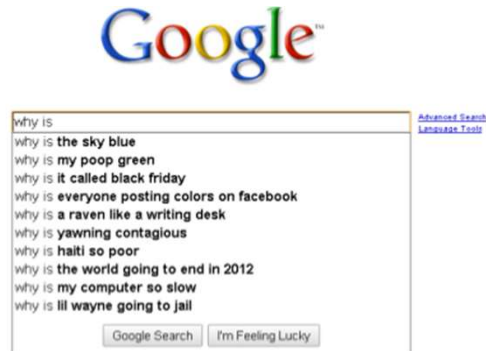 Google™
why is
Advanced Search
Language Tools
why is the sky blue
why is my poop green
why is it called black friday
why is everyone posting colors on facebook
why is a raven like a writing desk
why is yawning contagious
why is haiti so poor
why is the world going to end in 2012
why is my computer so slow
why is lil wayne going to jail
Google Search I'm Feeling Lucky